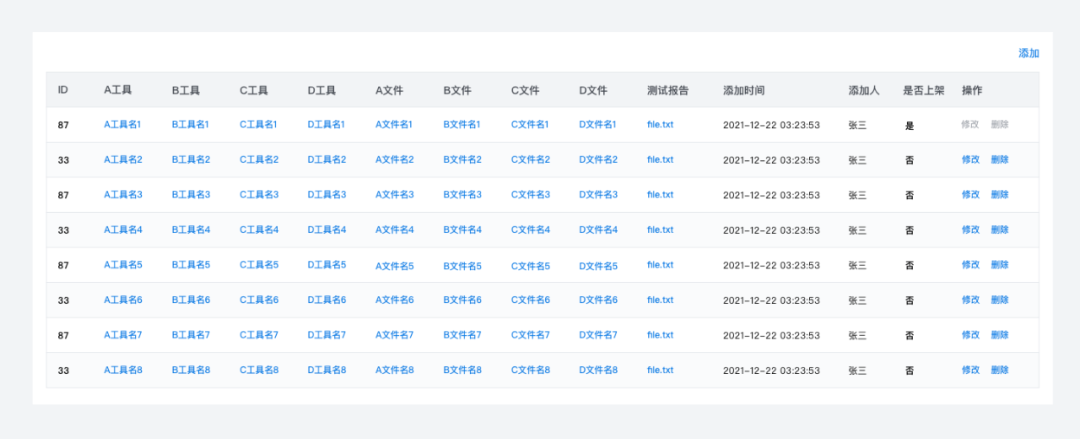 添加
ID A工具 B工具 C工具 D工具 A文件 B文件 C文件 D文件 测试报告 添加时间 添加人 是否上架 操作
87 A工具名1 B工具名1 C工具名1 D工具名1 A文件名1 B文件名1 C文件名1 D文件名1 file.txt 2021-12-22 03:23:53 张三 是 修改 删除
33 A工具名2 B工具名2 C工具名2 D工具名2 A文件名2 B文件名2 C文件名2 D文件名2 file.txt 2021-12-22 03:23:53 张三 否 修改 删除
87 A工具名3 B工具名3 C工具名3 D工具名3 A文件名3 B文件名3 C文件名3 D文件名3 file.txt 2021-12-22 03:23:53 张三 否 修改 删除
33 A工具名4 B工具名4 C工具名4 D工具名4 A文件名4 B文件名4 C文件名4 D文件名4 file.txt 2021-12-22 03:23:53 张三 否 修改 删除
87 A工具名5 B工具名5 C工具名5 D工具名5 A文件名5 B文件名5 C文件名5 D文件名5 file.txt 2021-12-22 03:23:53 张三 否 修改 删除
33 A工具名6 B工具名6 C工具名6 D工具名6 A文件名6 B文件名6 C文件名6 D文件名6 file.txt 2021-12-22 03:23:53 张三 否 修改 删除
87 A工具名7 B工具名7 C工具名7 D工具名7 A文件名7 B文件名7 C文件名7 D文件名7 file.txt 2021-12-22 03:23:53 张三 否 修改 删除
33 A工具名8 B工具名8 C工具名8 D工具名8 A文件名8 B文件名8 C文件名8 D文件名8 file.txt 2021-12-22 03:23:53 张三 否 修改 删除